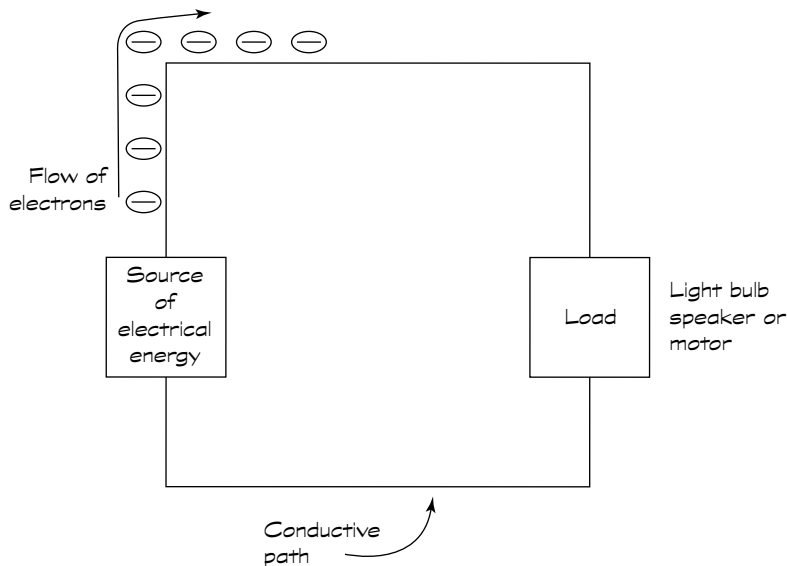 Flow of
electrons
Source
of
electrical
energy
Load
Light bulb
speaker or
motor
Conductive
path